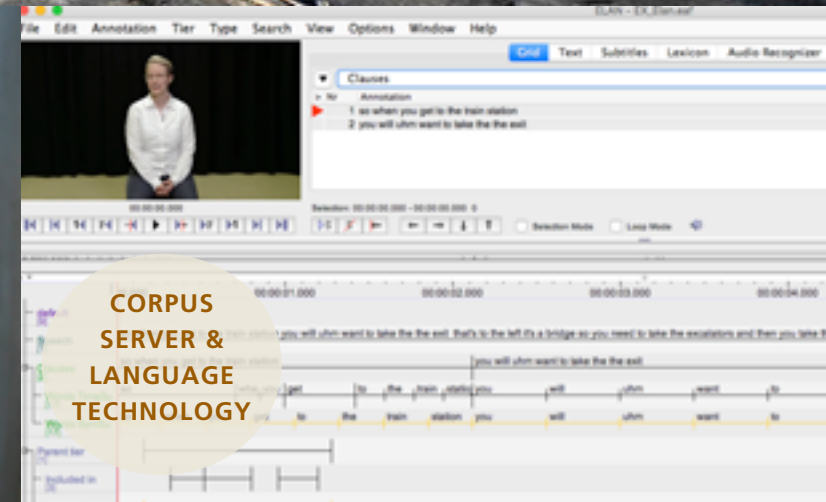 ELAN - EX_Elan.eaf
File Edit Annotation Tier Type Search View Options Window Help
Grid Text Subtitles Lexicon Audio Recognizer
Clauses
Nr Annotation
1 so when you get to the train station
2 you will uhm want to take the the exit
00:00:00.000
Selection: 00:00:00.000 - 00:00:00.000 0
Selection Mode Loop Mode
00:00:01.000 00:00:02.000 00:00:03.000 00:00:04.000
you will uhm want to take the the exit that's to the left it's a bridge so you need to take the escalators and then you take
so when you get to the train station you will uhm want to take the the exit
you get to the train station you will uhm want to
you to the train station you will uhm want to
Parent tier
Included in
CORPUS
SERVER &
LANGUAGE
TECHNOLOGY